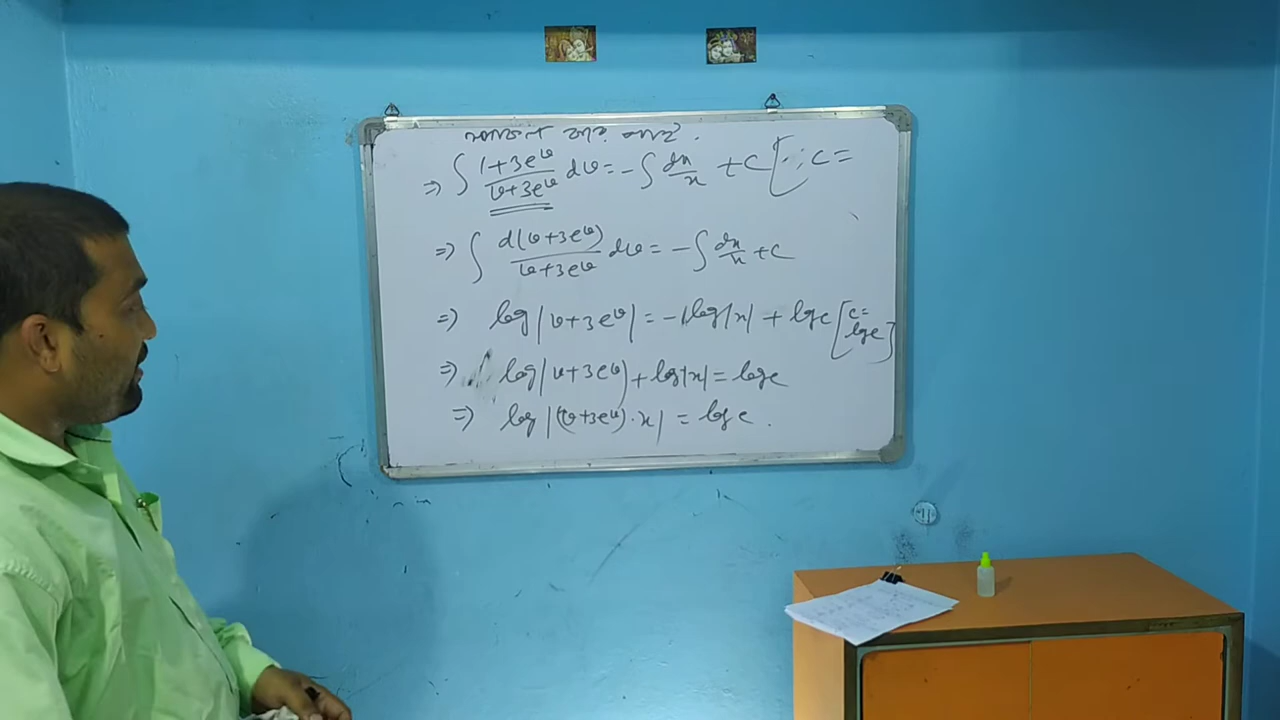 ⇒ ∫ 1+3e^v / v+3e^v dv = -∫ dx/x + C [∵ C =
⇒ ∫ d(v+3e^v) / v+3e^v dv = -∫ dx/x + C
⇒ log|v+3e^v| = -1log|x| + log c [c = log c]
⇒ log|v+3e^v| + log|x| = log c
⇒ log|(v+3e^v)·x| = log c.